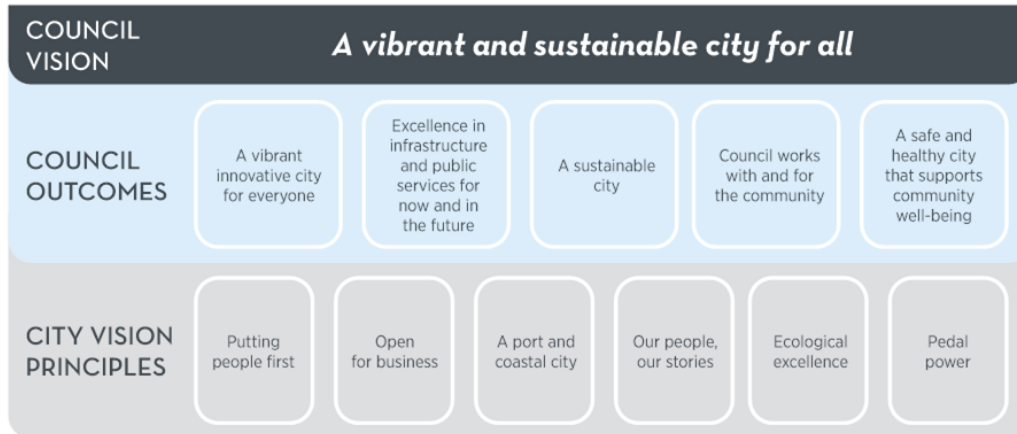 COUNCIL
VISION
A vibrant and sustainable city for all
COUNCIL
OUTCOMES
A vibrant
innovative city
for everyone
Excellence in
infrastructure
and public
services for
now and in
the future
A sustainable
city
Council works
with and for
the community
A safe and
healthy city
that supports
community
well-being
CITY VISION
PRINCIPLES
Putting
people first
Open
for business
A port and
coastal city
Our people,
our stories
Ecological
excellence
Pedal
power